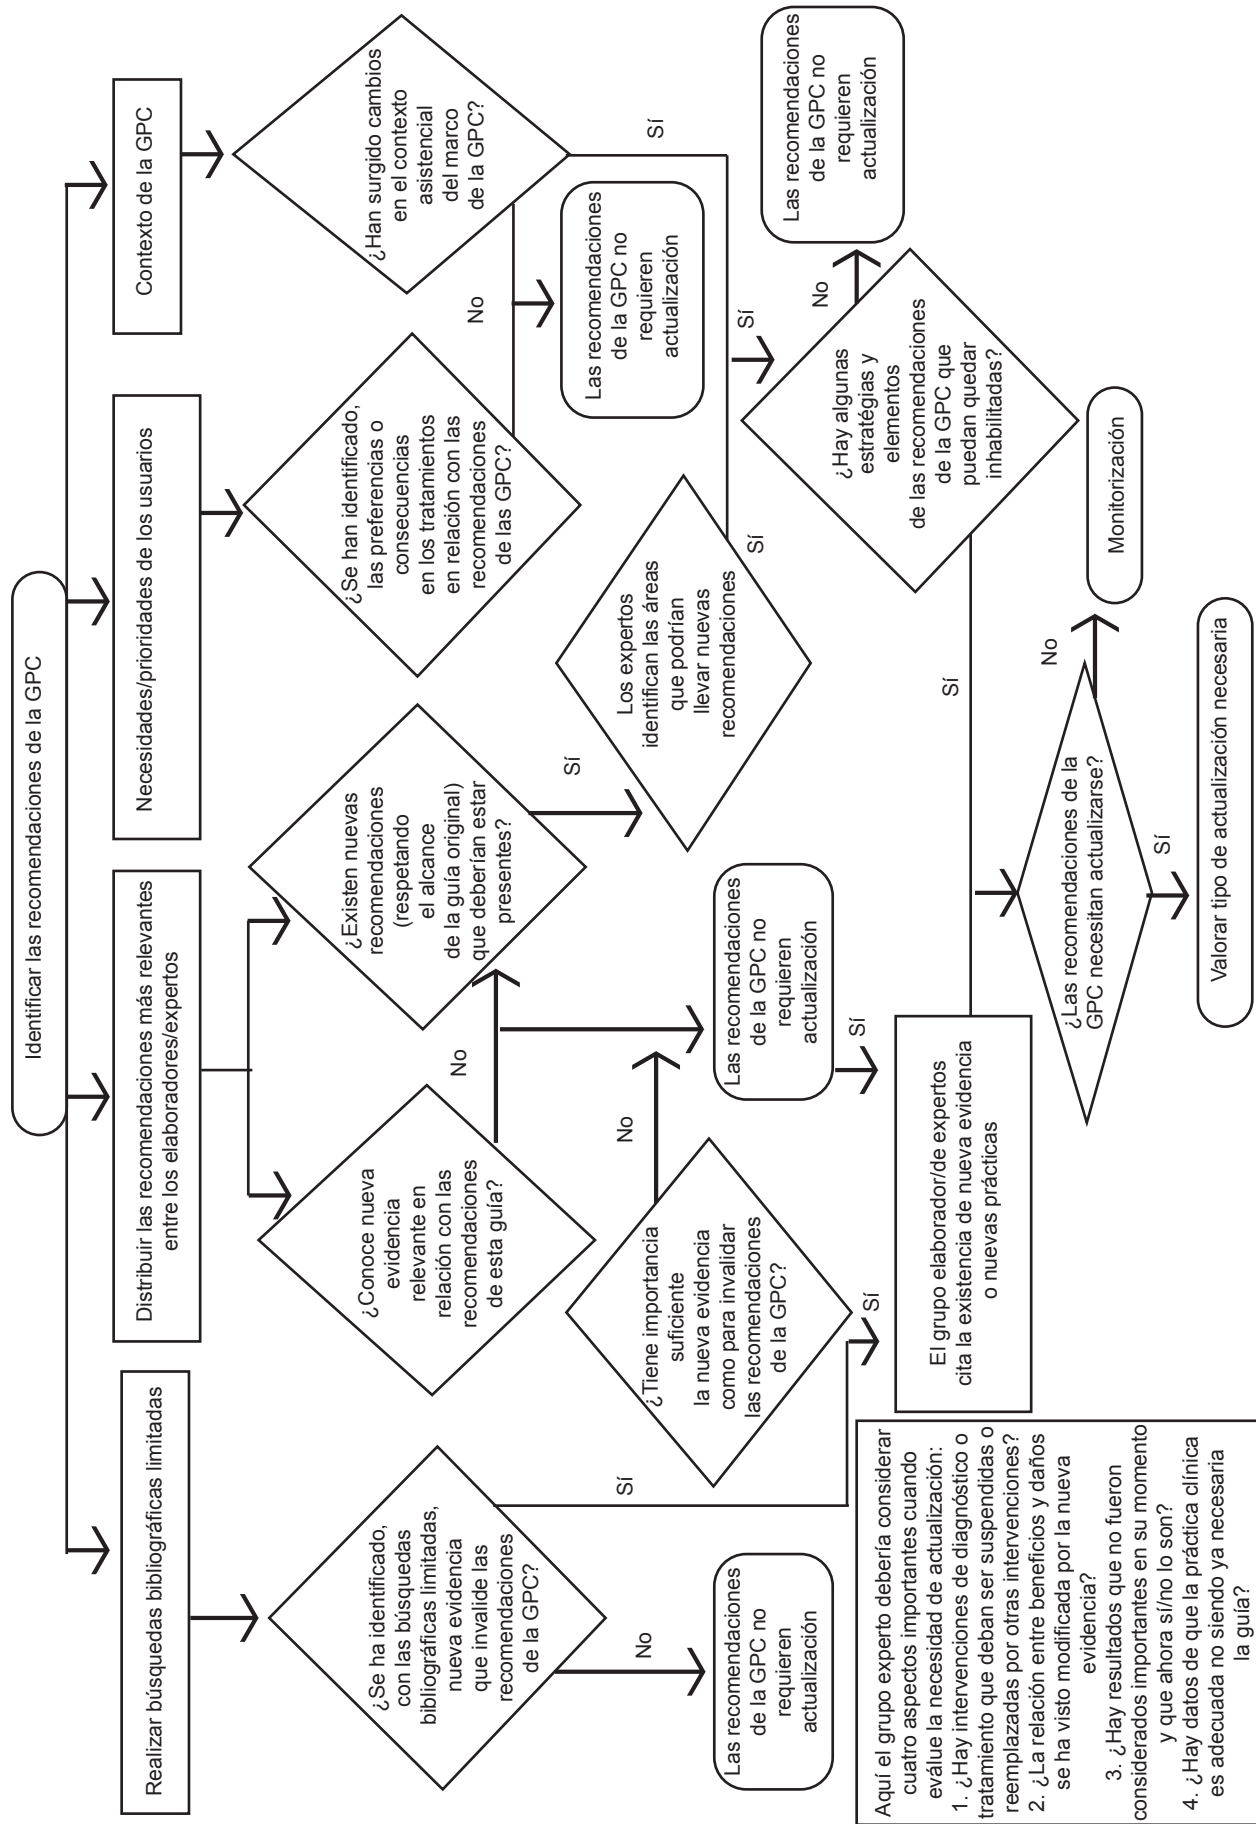 Identificar las recomendaciones de la GPC
Realizar búsquedas bibliográficas limitadas
Distribuir las recomendaciones más relevantes
entre los elaboradores/expertos
Necesidades/prioridades de los usuarios
Contexto de la GPC
¿Se ha identificado,
con las búsquedas
bibliográficas limitadas,
nueva evidencia
que invalide las
recomendaciones
de la GPC?
¿Conoce nueva
evidencia
relevante en
relación con las
recomendaciones
de esta guía?
¿Existen nuevas
recomendaciones
(respetando
el alcance
de la guía original)
que deberían estar
presentes?
¿Se han identificado,
las preferencias o
consecuencias
en los tratamientos
en relación con las
recomendaciones
de las GPC?
¿Han surgido cambios
en el contexto
asistencial
del marco
de la GPC?
No
No
Sí
No
Sí
¿Tiene importancia
suficiente
la nueva evidencia
como para invalidar
las recomendaciones
de la GPC?
Los expertos
identifican las áreas
que podrían
llevar nuevas
recomendaciones
Las recomendaciones
de la GPC no
requieren
actualización
Sí
No
Las recomendaciones
de la GPC no
requieren
actualización
Las recomendaciones
de la GPC no
requieren
actualización
Sí
Sí
Sí
Sí
¿Hay algunas
estratégias y
elementos
de las recomendaciones
de la GPC que
puedan quedar
inhabilitadas?
No
Las recomendaciones
de la GPC no
requieren
actualización
Aquí el grupo experto debería considerar
cuatro aspectos importantes cuando
evalúe la necesidad de actualización:
1. ¿Hay intervenciones de diagnóstico o
tratamiento que deban ser suspendidas o
reemplazadas por otras intervenciones?
2. ¿La relación entre beneficios y daños
se ha visto modificada por la nueva
evidencia?
3. ¿Hay resultados que no fueron
considerados importantes en su momento
y que ahora sí/no lo son?
4. ¿Hay datos de que la práctica clínica
es adecuada no siendo ya necesaria
la guía?
El grupo elaborador/de expertos
cita la existencia de nueva evidencia
o nuevas prácticas
Sí
¿Las recomendaciones de la
GPC necesitan actualizarse?
No
Monitorización
Sí
Valorar tipo de actualización necesaria